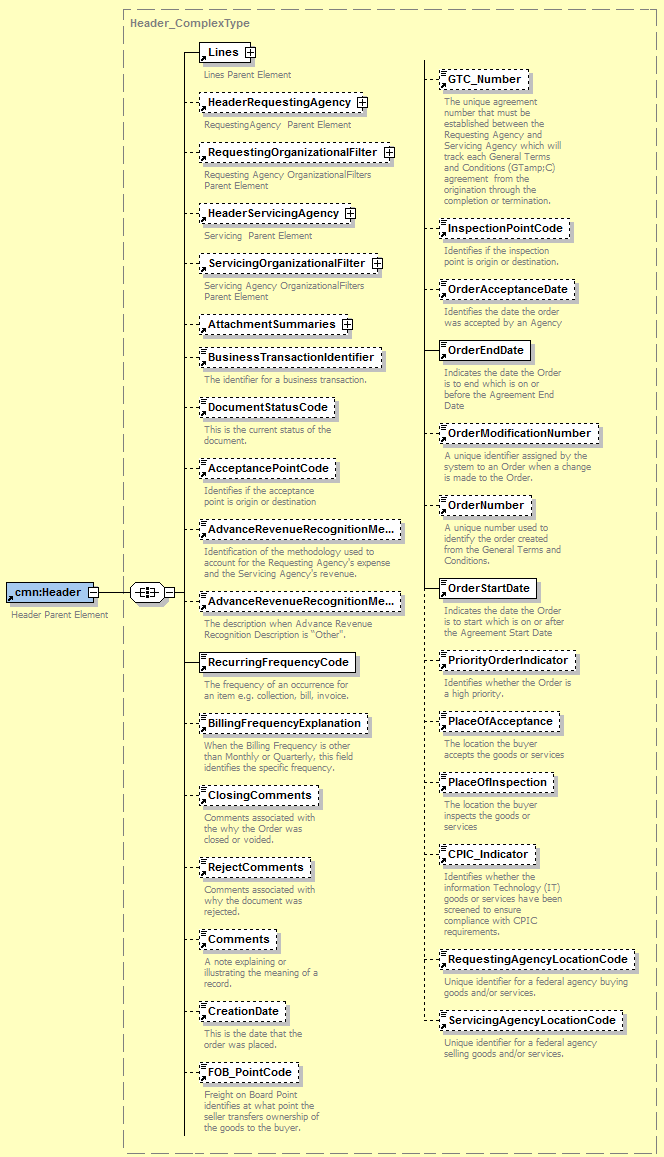 Header_ComplexType
cmn:Header
Header Parent Element
Lines
Lines Parent Element
HeaderRequestingAgency
RequestingAgency  Parent Element
RequestingOrganizationalFilter
Requesting Agency OrganizationalFilters
Parent Element
HeaderServicingAgency
Servicing  Parent Element
ServicingOrganizationalFilter
Servicing Agency OrganizationalFilters
Parent Element
AttachmentSummaries
BusinessTransactionIdentifier
The identifier for a business transaction.
DocumentStatusCode
This is the current status of the
document.
AcceptancePointCode
Identifies if the acceptance
point is origin or destination
AdvanceRevenueRecognitionMe...
Identification of the methodology used to
account for the Requesting Agency's expense
and the Servicing Agency's revenue.
AdvanceRevenueRecognitionMe...
The description when Advance Revenue
Recognition Description is "Other".
RecurringFrequencyCode
The frequency of an occurrence for
an item e.g. collection, bill, invoice.
BillingFrequencyExplanation
When the Billing Frequency is other
than Monthly or Quarterly, this field
identifies the specific frequency.
ClosingComments
Comments associated with
the why the Order was
closed or voided.
RejectComments
Comments associated with
why the document was
rejected.
Comments
A note explaining or
illustrating the meaning of a
record.
CreationDate
This is the date that the
order was placed.
FOB_PointCode
Freight on Board Point
identifies at what point the
seller transfers ownership of
the goods to the buyer.
GTC_Number
The unique agreement
number that must be
established between the
Requesting Agency and
Servicing Agency which will
track each General Terms
and Conditions (GTamp;C)
agreement  from the
origination through the
completion or termination.
InspectionPointCode
Identifies if the inspection
point is origin or destination.
OrderAcceptanceDate
Identifies the date the order
was accepted by an Agency
OrderEndDate
Indicates the date the Order
is to end which is on or
before the Agreement End
Date
OrderModificationNumber
A unique identifier assigned by the
system to an Order when a change
is made to the Order.
OrderNumber
A unique number used to
identify the order created
from the General Terms and
Conditions.
OrderStartDate
Indicates the date the Order
is to start which is on or after
the Agreement Start Date
PriorityOrderIndicator
Identifies whether the Order is
a high priority.
PlaceOfAcceptance
The location the buyer
accepts the goods or services
PlaceOfInspection
The location the buyer
inspects the goods or
services
CPIC_Indicator
Identifies whether the
information Technology (IT)
goods or services have been
screened to ensure
compliance with CPIC
requirements.
RequestingAgencyLocationCode
Unique identifier for a federal agency buying
goods and/or services.
ServicingAgencyLocationCode
Unique identifier for a federal agency
selling goods and/or services.